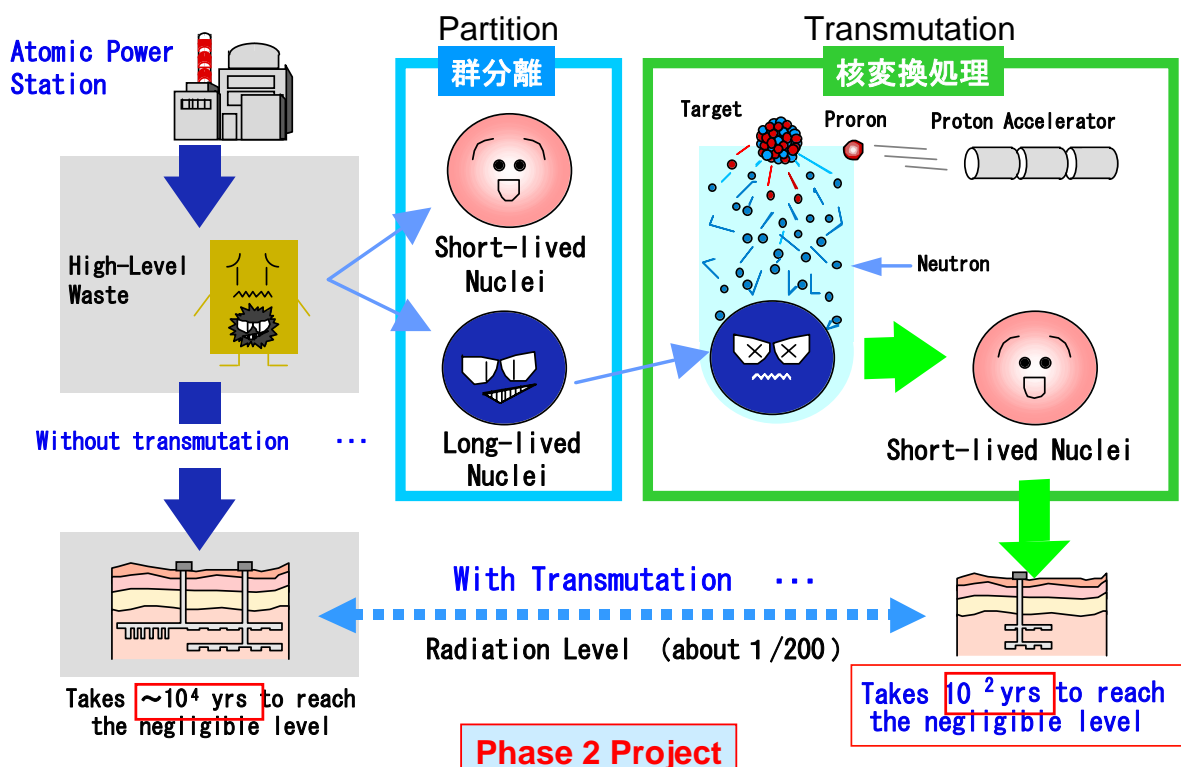 Partition
Transmutation
Atomic Power
Station
群分離
核変換処理
Target
Proron
Proton Accelerator
High-Level
Waste
Short-lived
Nuclei
Neutron
Long-lived
Nuclei
Short-lived Nuclei
Without transmutation ···
With Transmutation ···
Radiation Level (about 1/200)
Takes ~10⁴ yrs to reach
the negligible level
Takes 10 ² yrs to reach
the negligible level
Phase 2 Project